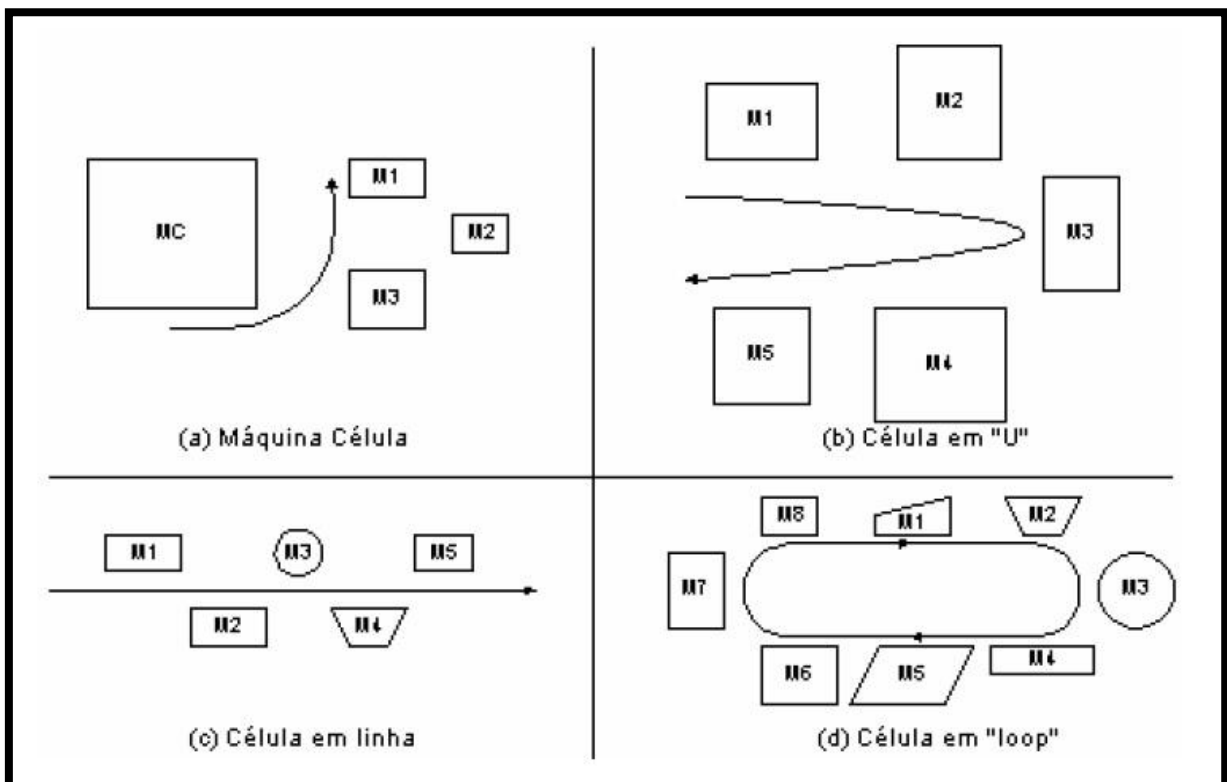 M1
MC
M2
M3
(a) Máquina Célula
M2
M1
M3
M5
M4
(b) Célula em "U"
M1
M3
M5
M2
M4
(c) Célula em linha
M8
M1
M2
M7
M3
M6
M5
M4
(d) Célula em "loop"